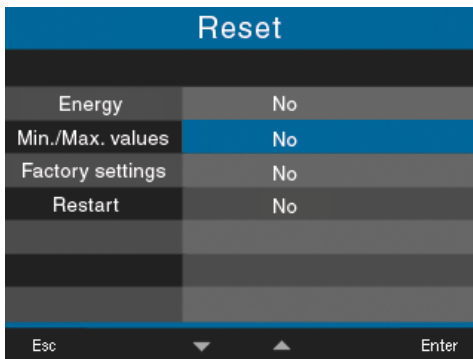 Reset
Energy No
Min./Max. values No
Factory settings No
Restart No
Esc Enter